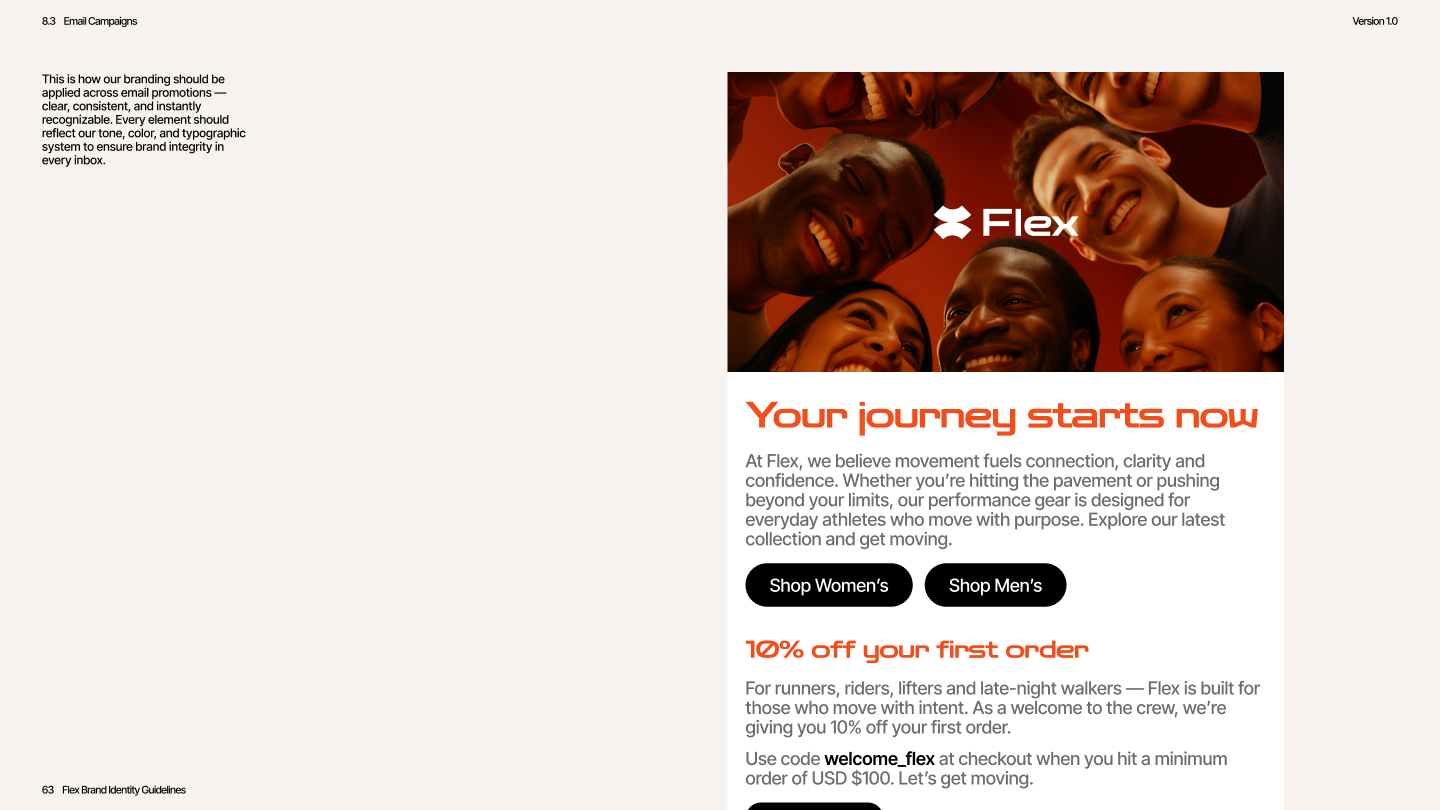 8.3 Email Campaigns
Version 1.0
This is how our branding should be
applied across email promotions —
clear, consistent, and instantly
recognizable. Every element should
reflect our tone, color, and typographic
system to ensure brand integrity in
every inbox.
Flex
Your journey starts now
At Flex, we believe movement fuels connection, clarity and
confidence. Whether you’re hitting the pavement or pushing
beyond your limits, our performance gear is designed for
everyday athletes who move with purpose. Explore our latest
collection and get moving.
Shop Women’s
Shop Men’s
10% off your first order
For runners, riders, lifters and late-night walkers — Flex is built for
those who move with intent. As a welcome to the crew, we’re
giving you 10% off your first order.
Use code welcome_flex at checkout when you hit a minimum
order of USD $100. Let’s get moving.
63 Flex Brand Identity Guidelines